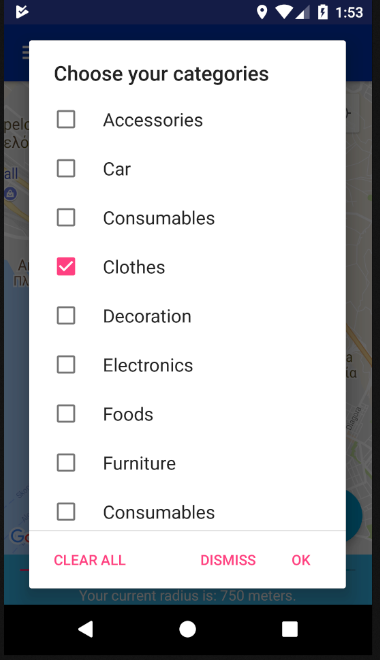 1:53
Choose your categories
Accessories
Car
Consumables
Clothes
Decoration
Electronics
Foods
Furniture
Consumables
CLEAR ALL DISMISS OK
Your current radius is: 750 meters.